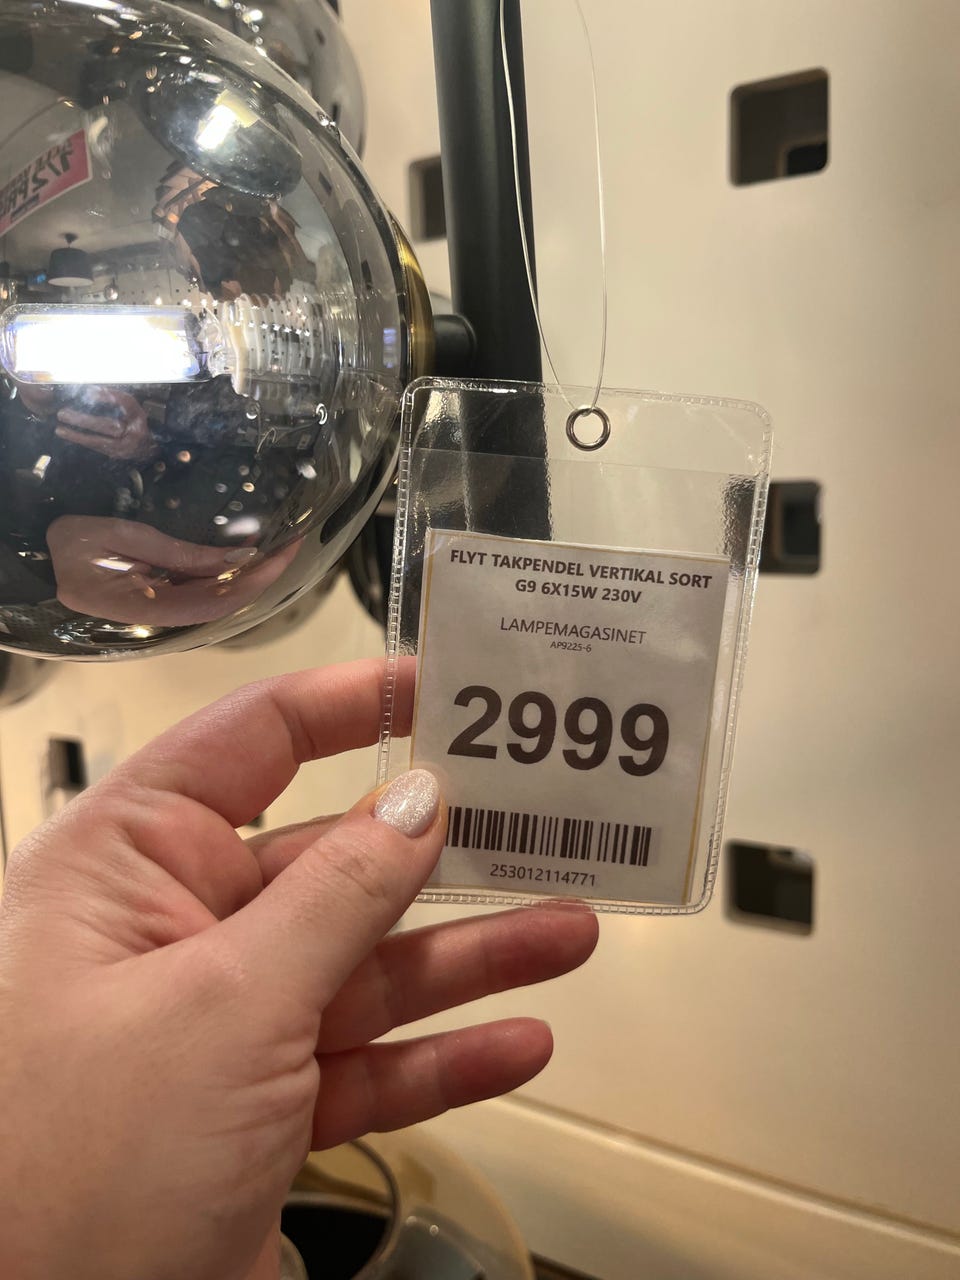 FLYT TAKPENDEL VERTIKAL SORT
G9 6X15W 230V
LAMPEMAGASINET
AP9225-6
2999
253012114771